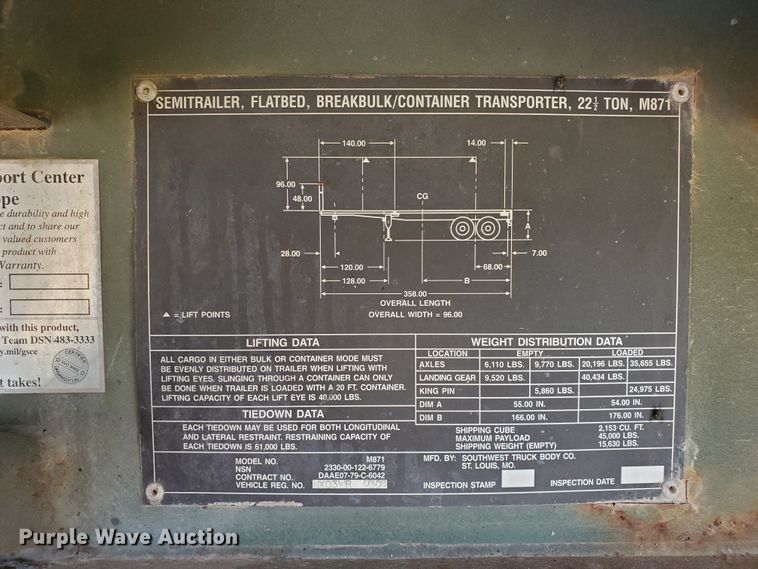 SEMITRAILER, FLATBED, BREAKBULK/CONTAINER TRANSPORTER, 22½ TON, M871
140.00
14.00
96.00
48.00
CG
A
28.00
7.00
120.00
68.00
128.00
B
358.00
OVERALL LENGTH
▲ = LIFT POINTS
OVERALL WIDTH = 96.00
LIFTING DATA
ALL CARGO IN EITHER BULK OR CONTAINER MODE MUST
BE EVENLY DISTRIBUTED ON TRAILER WHEN LIFTING WITH
LIFTING EYES. SLINGING THROUGH A CONTAINER CAN ONLY
BE DONE WHEN TRAILER IS LOADED WITH A 20 FT. CONTAINER.
LIFTING CAPACITY OF EACH LIFT EYE IS 40,000 LBS.
TIEDOWN DATA
EACH TIEDOWN MAY BE USED FOR BOTH LONGITUDINAL
AND LATERAL RESTRAINT. RESTRAINING CAPACITY OF
EACH TIEDOWN IS 61,000 LBS.
WEIGHT DISTRIBUTION DATA
LOCATION EMPTY LOADED
AXLES 6,110 LBS. 9,770 LBS. 20,196 LBS. 35,655 LBS.
LANDING GEAR 9,520 LBS. 40,434 LBS.
KING PIN 5,860 LBS. 24,975 LBS.
DIM A 55.00 IN. 54.00 IN.
DIM B 166.00 IN. 176.00 IN.
SHIPPING CUBE 2,153 CU. FT.
MAXIMUM PAYLOAD 45,000 LBS.
SHIPPING WEIGHT (EMPTY) 15,630 LBS.
MODEL NO. M871
NSN 2330-00-122-6779
CONTRACT NO. DAAE07-79-C-6042
VEHICLE REG. NO.
MFD. BY: SOUTHWEST TRUCK BODY CO.
ST. LOUIS, MO.
INSPECTION STAMP
INSPECTION DATE
port Center
ope
e durability and high
ct and to share our
valued customers
product with
Warranty.
with this product,
Team DSN 483-3333
y.mil/gsce
t takes!
Purple Wave Auction